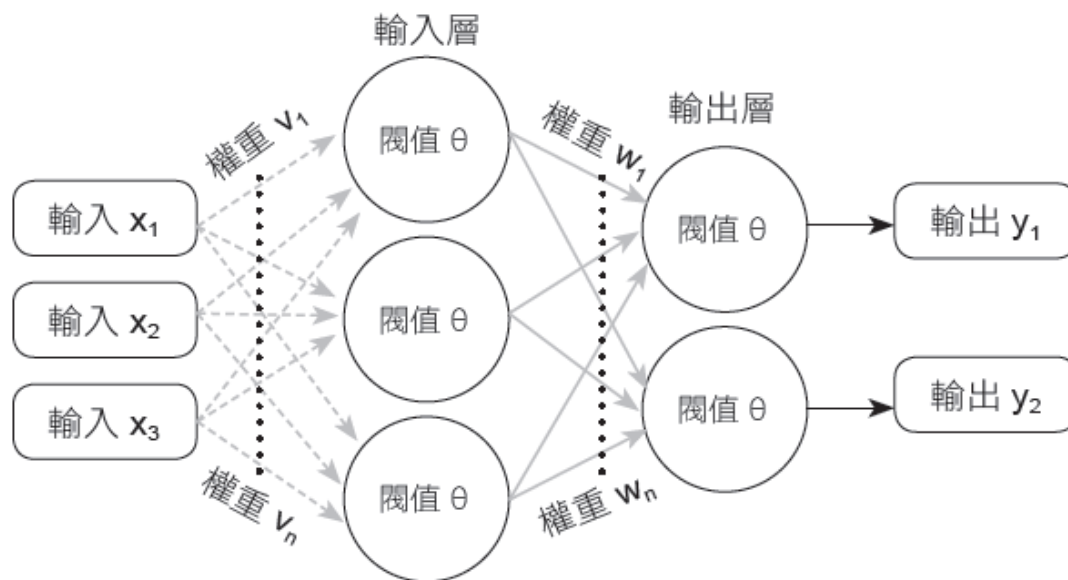 輸入層
輸出層
權重 v₁
權重 w₁
閥值 θ
閥值 θ
閥值 θ
閥值 θ
閥值 θ
輸入 x₁
輸入 x₂
輸入 x₃
輸出 y₁
輸出 y₂
權重 vₙ
權重 wₙ